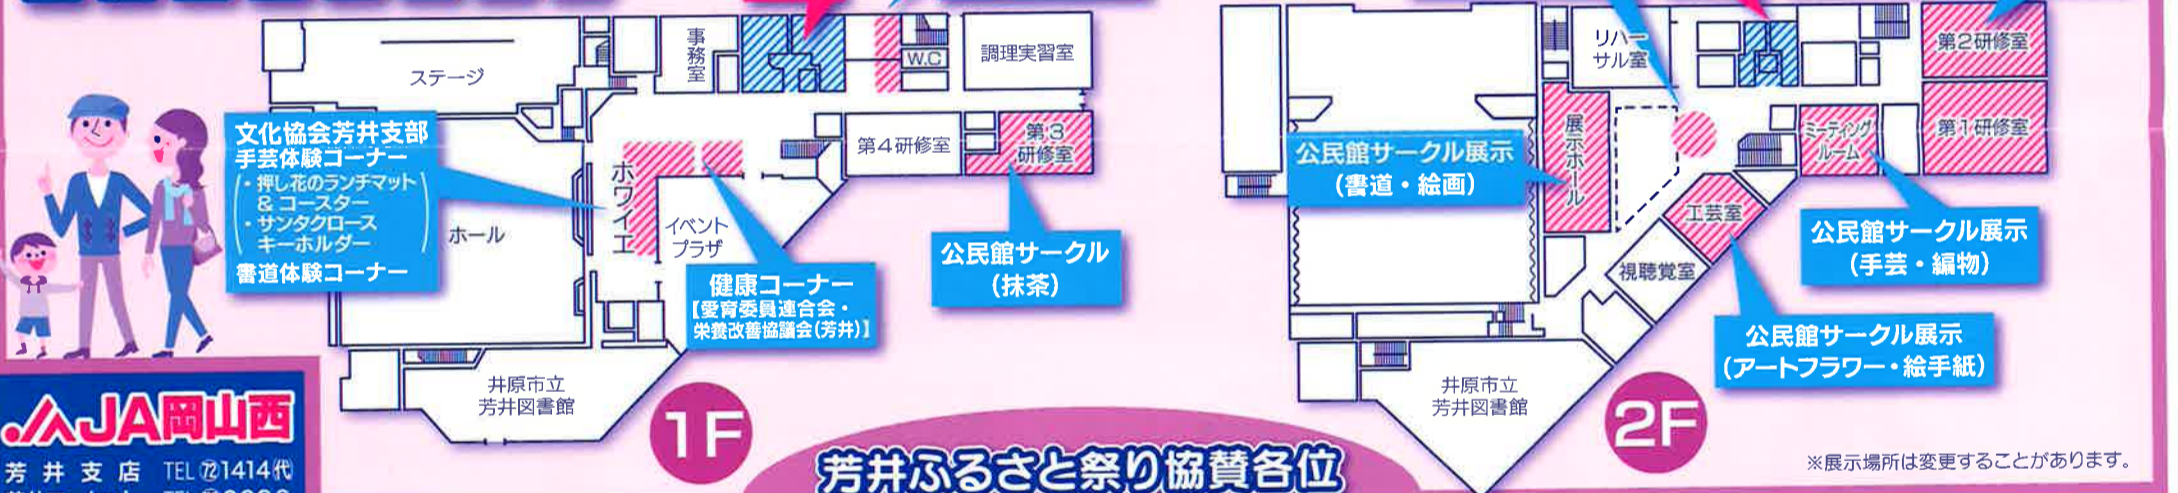 ステージ
事務室
W.C
調理実習室
文化協会芳井支部
手芸体験コーナー
・押し花のランチマット
& コースター
・サンタクロース
キーホルダー
書道体験コーナー
ホール
ホワイエ
イベント
プラザ
第4研修室
第3
研修室
健康コーナー
【愛育委員連合会・
栄養改善協議会(芳井)】
公民館サークル
(抹茶)
井原市立
芳井図書館
1F
リハー
サル室
第2研修室
第1研修室
展示ホール
ミーティング
ルーム
公民館サークル展示
(書道・絵画)
工芸室
視聴覚室
公民館サークル展示
(手芸・編物)
公民館サークル展示
(アートフラワー・絵手紙)
井原市立
芳井図書館
2F
※展示場所は変更することがあります。
JA岡山西
芳井支店 TEL72 1414代
芳井ふるさと祭り協賛各位